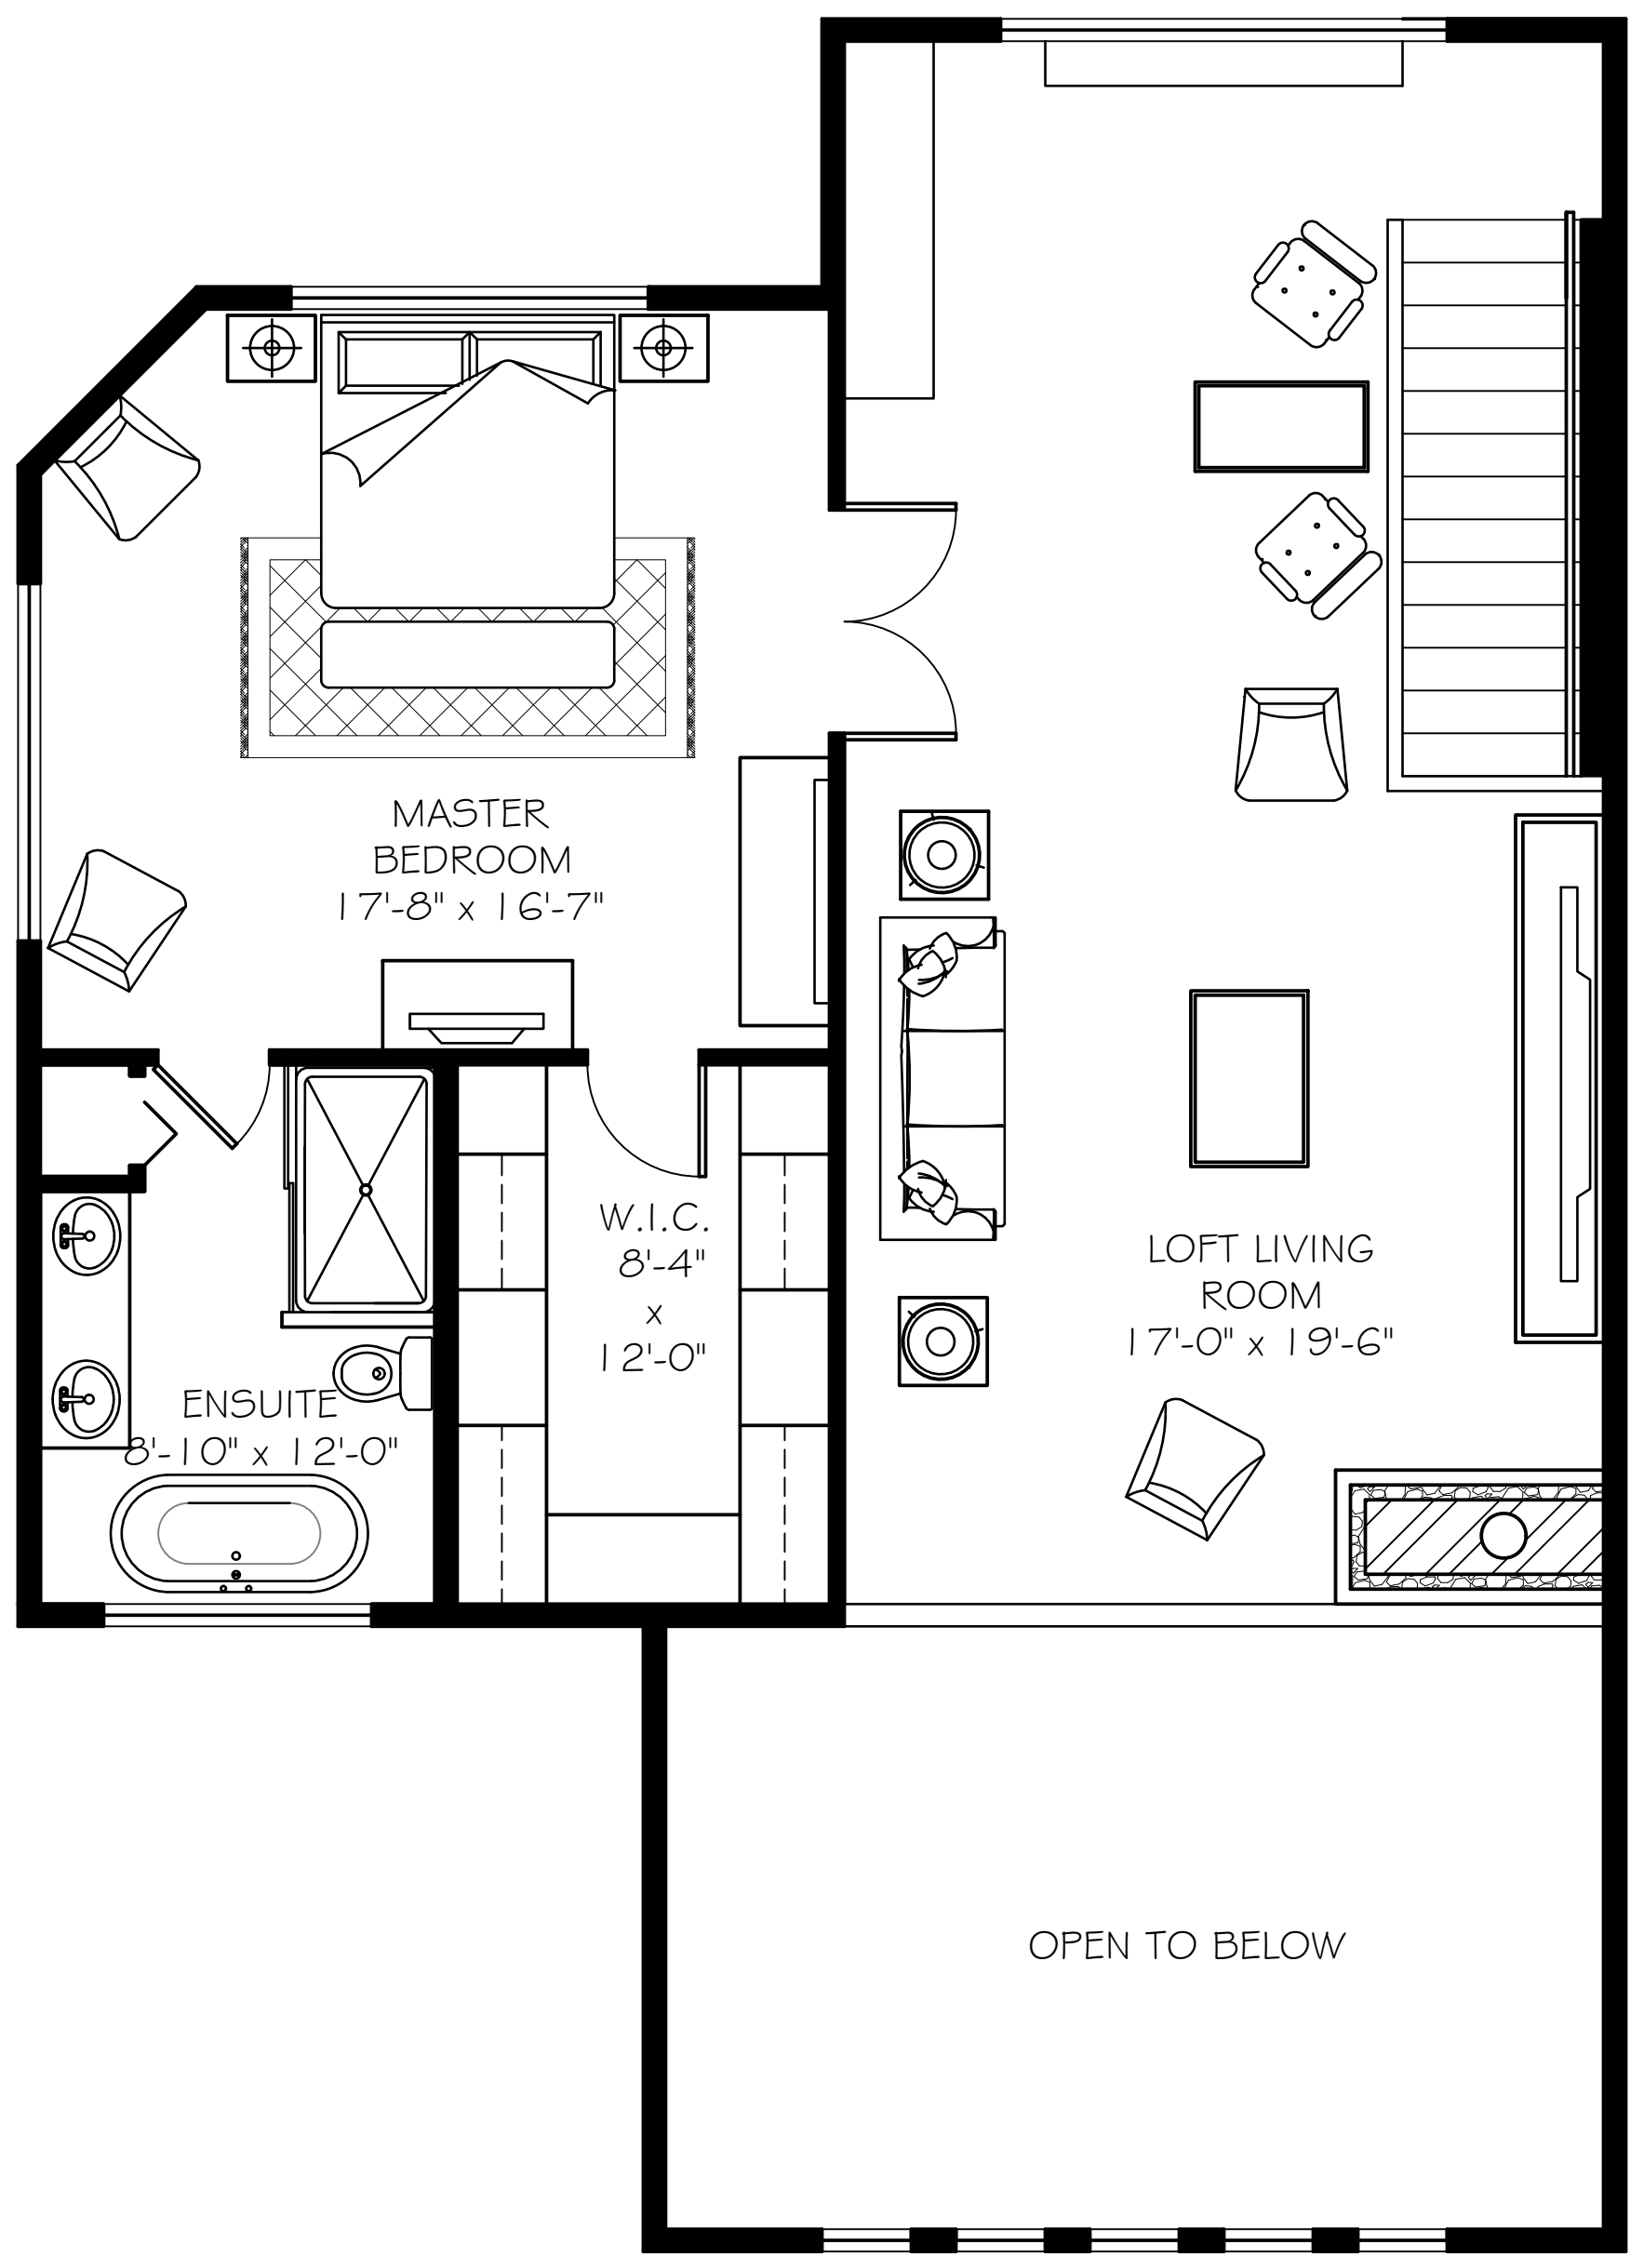 MASTER
BEDROOM
17'-8" x 16'-7"
W.I.C.
8'-4"
x
12'-0"
LOFT LIVING
ROOM
17'-0" x 19'-6"
ENSUITE
8'-10" x 12'-0"
OPEN TO BELOW